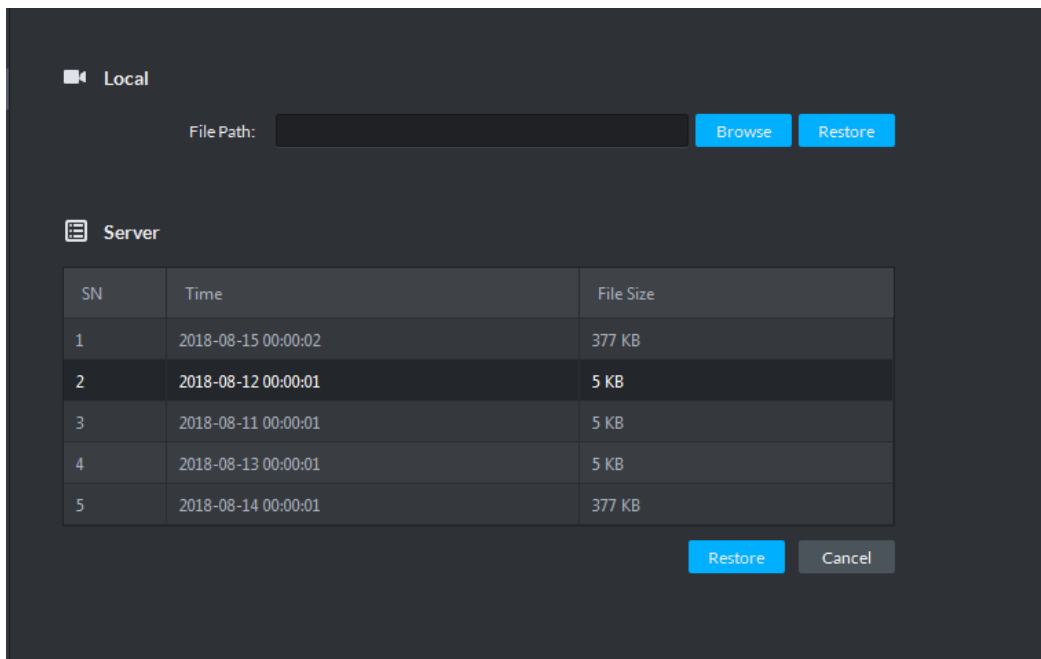 Local
File Path:
Browse Restore
Server
SN Time File Size
1 2018-08-15 00:00:02 377 KB
2 2018-08-12 00:00:01 5 KB
3 2018-08-11 00:00:01 5 KB
4 2018-08-13 00:00:01 5 KB
5 2018-08-14 00:00:01 377 KB
Restore Cancel